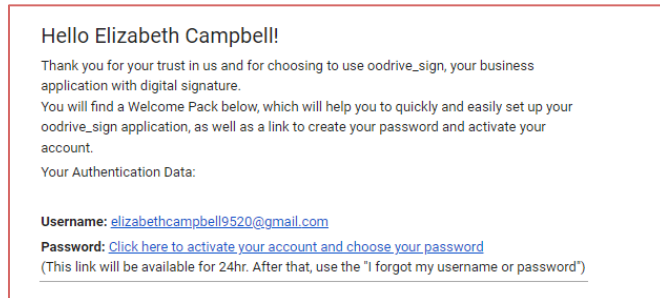 Hello Elizabeth Campbell!
Thank you for your trust in us and for choosing to use oodrive_sign, your business
application with digital signature.
You will find a Welcome Pack below, which will help you to quickly and easily set up your
oodrive_sign application, as well as a link to create your password and activate your
account.
Your Authentication Data:
Username: elizabethcampbell9520@gmail.com
Password: Click here to activate your account and choose your password
(This link will be available for 24hr. After that, use the "I forgot my username or password")